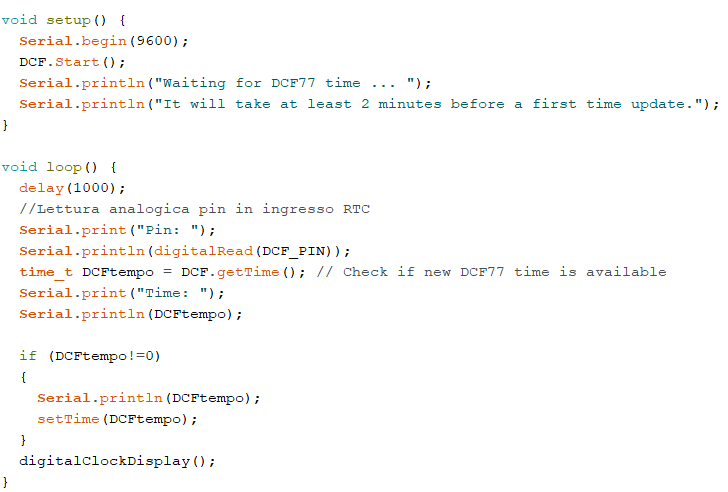 void setup() {
  Serial.begin(9600);
  DCF.Start();
  Serial.println("Waiting for DCF77 time ... ");
  Serial.println("It will take at least 2 minutes before a first time update.");
}

void loop() {
  delay(1000);
  //Lettura analogica pin in ingresso RTC
  Serial.print("Pin: ");
  Serial.println(digitalRead(DCF_PIN));
  time_t DCFtempo = DCF.getTime(); // Check if new DCF77 time is available
  Serial.print("Time: ");
  Serial.println(DCFtempo);

  if (DCFtempo!=0)
  {
    Serial.println(DCFtempo);
    setTime(DCFtempo);
  }
  digitalClockDisplay();
}